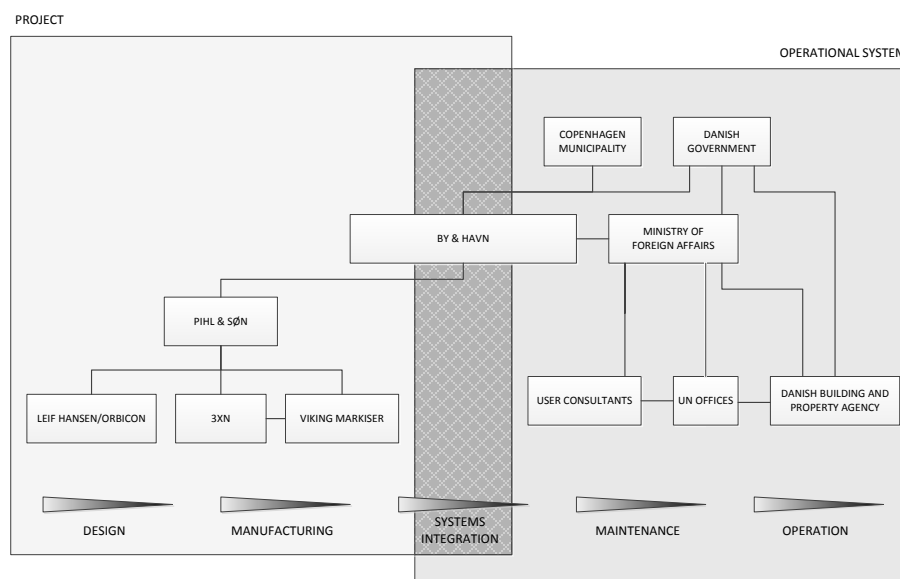 PROJECT
OPERATIONAL SYSTEM
COPENHAGEN
MUNICIPALITY
DANISH
GOVERNMENT
BY & HAVN
MINISTRY OF
FOREIGN AFFAIRS
PIHL & SØN
LEIF HANSEN/ORBICON
3XN
VIKING MARKISER
USER CONSULTANTS
UN OFFICES
DANISH BUILDING AND
PROPERTY AGENCY
DESIGN
MANUFACTURING
SYSTEMS
INTEGRATION
MAINTENANCE
OPERATION